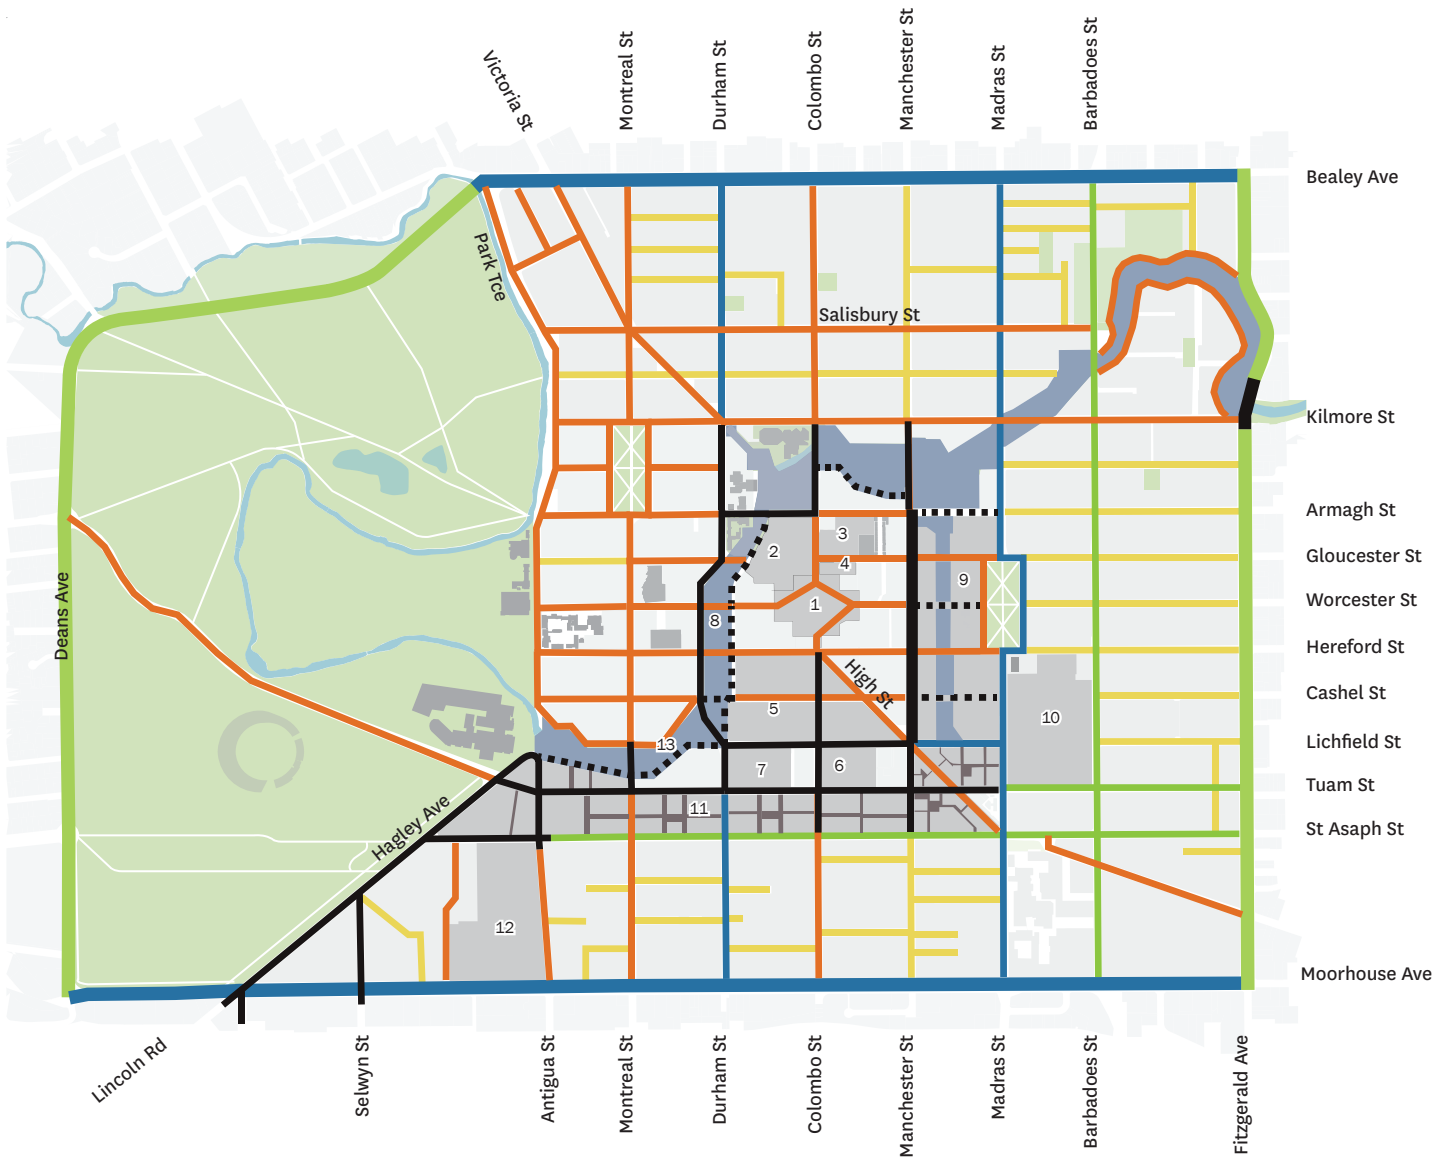 Victoria St
Montreal St
Durham St
Colombo St
Manchester St
Madras St
Barbadoes St
Bealey Ave
Park Tce
Salisbury St
Kilmore St
Armagh St
3
2
4
Gloucester St
Deans Ave
9
1
Worcester St
8
Hereford St
High St
Cashel St
5
10
13
Lichfield St
7
6
Tuam St
11
Hagley Ave
St Asaph St
12
Moorhouse Ave
Lincoln Rd
Selwyn St
Antigua St
Montreal St
Durham St
Colombo St
Manchester St
Madras St
Barbadoes St
Fitzgerald Ave